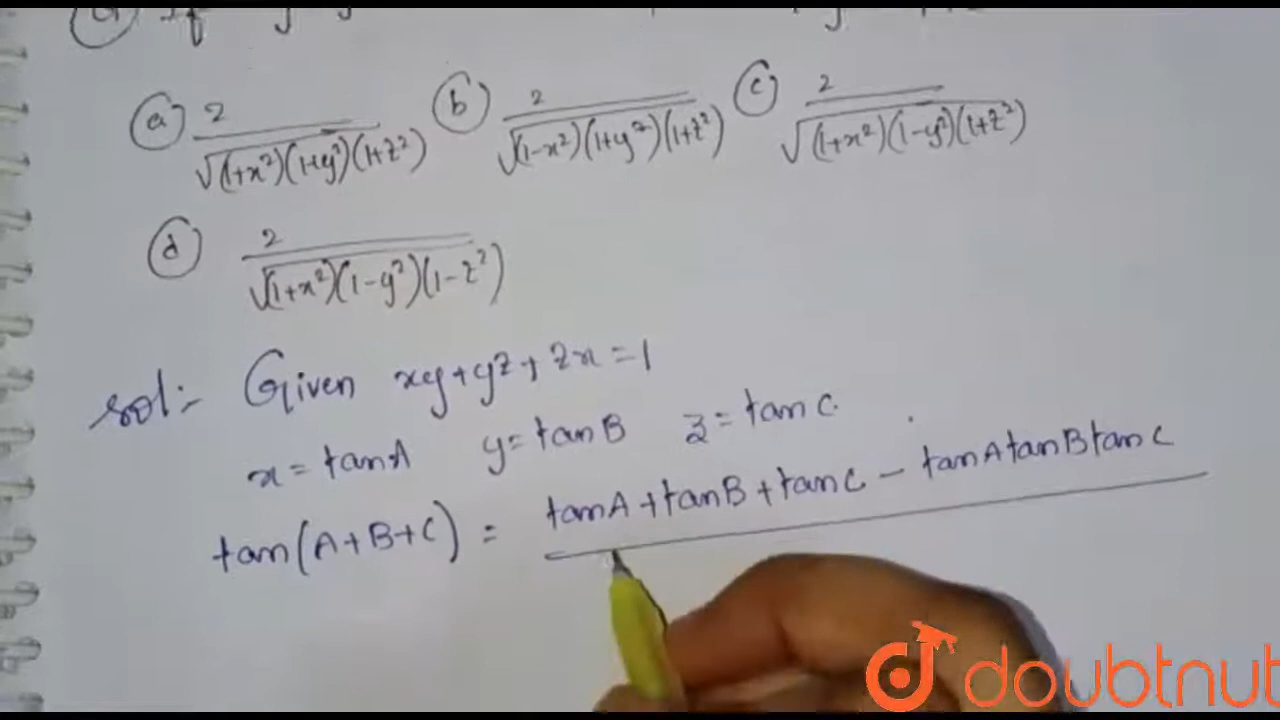 (a) 2/√(1+x²)(1+y²)(1+z²) (b) 2/√(1-x²)(1+y²)(1+z²) (c) 2/√(1+x²)(1-y²)(1+z²)
(d) 2/√(1+x²)(1-y²)(1-z²)
Sol:- Given xy+yz+zx=1
x=tanA y=tanB z=tanC
tan(A+B+C) = tanA+tanB+tanC-tanAtanBtanC
doubtnut